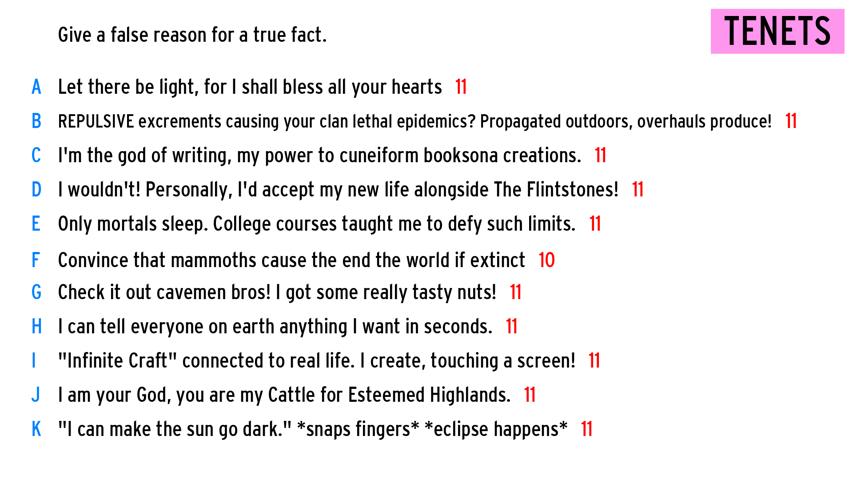 Give a false reason for a true fact.
TENETS
A Let there be light, for I shall bless all your hearts 11
B REPULSIVE excrements causing your clan lethal epidemics? Propagated outdoors, overhauls produce! 11
C I'm the god of writing, my power to cuneiform booksona creations. 11
D I wouldn't! Personally, I'd accept my new life alongside The Flintstones! 11
E Only mortals sleep. College courses taught me to defy such limits. 11
F Convince that mammoths cause the end the world if extinct 10
G Check it out cavemen bros! I got some really tasty nuts! 11
H I can tell everyone on earth anything I want in seconds. 11
I "Infinite Craft" connected to real life. I create, touching a screen! 11
J I am your God, you are my Cattle for Esteemed Highlands. 11
K "I can make the sun go dark." *snaps fingers* *eclipse happens* 11